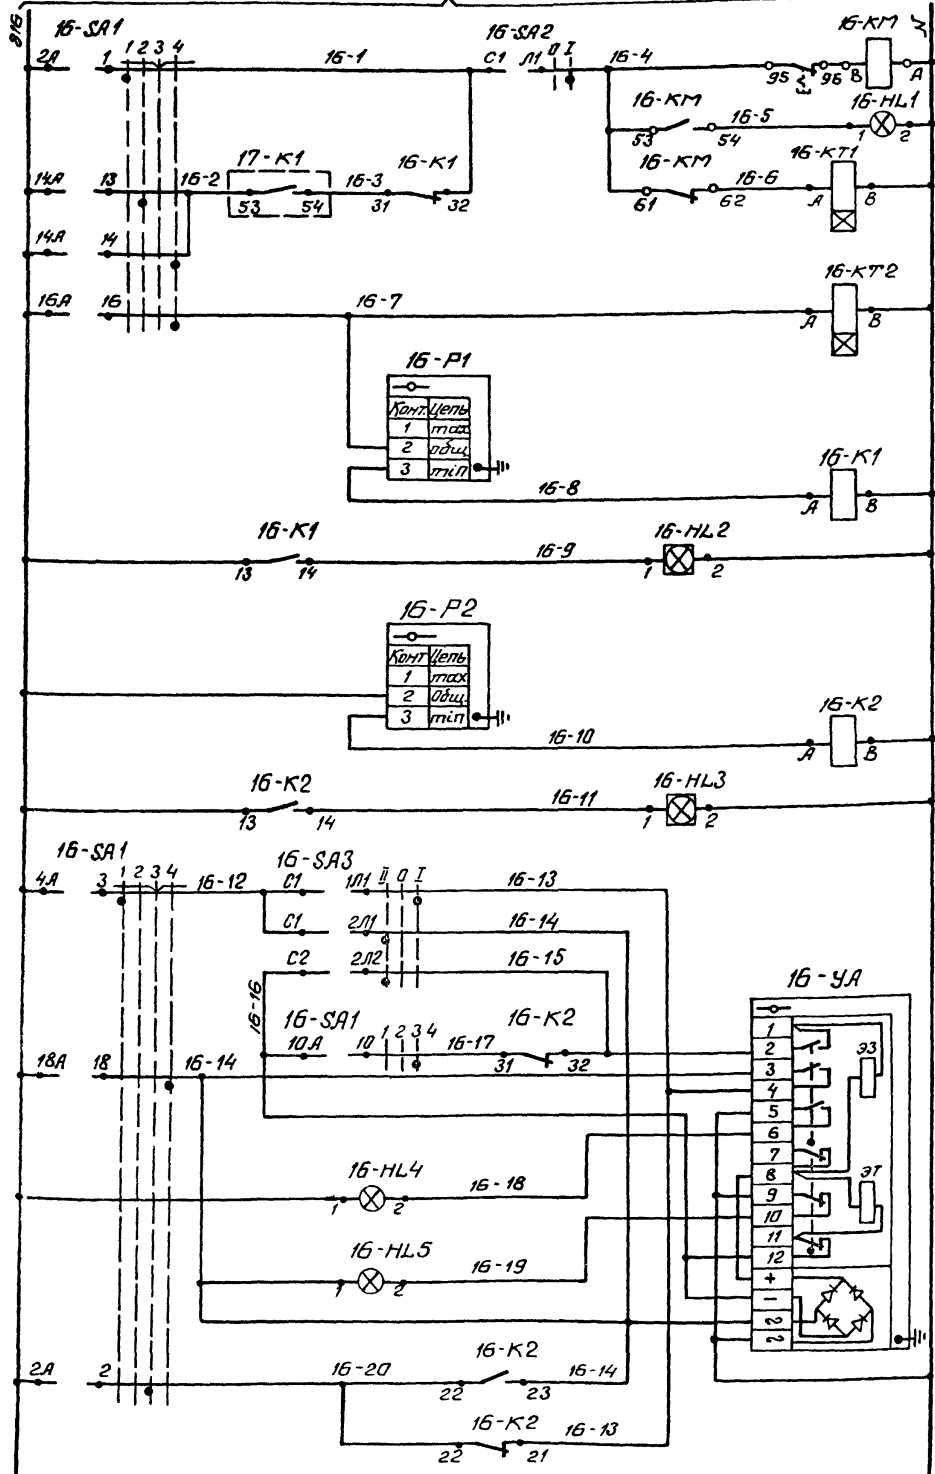 816
16-SA1
16-SA2
16-KM
1 2 3 4
2A 1 16-1 C1 Л1 0 I 16-4 95 96 B A
16-KM 16-5 16-HL1
53 54 1 2
17-K1 16-K1 16-KM 16-KT1
14A 13 16-2 53 54 16-3 31 32 61 62 16-6 A B
14A 14
16-KT2
16A 16 16-7 A B
16-P1
Конт. Цепь
1 max
2 общ
3 min
16-K1
16-8 A B
16-K1 16-HL2
13 14 16-9 1 2
16-P2
Конт Цепь
1 max
2 Общ.
3 min
16-K2
16-10 A B
16-K2 16-HL3
13 14 16-11 1 2
16-SA1
16-SA3
1 2 3 4
4A 3 16-12 C1 1Л1 II 0 I 16-13
C1 2Л1 16-14
C2 2Л2 16-15
16-16
16-SA1 16-K2
10A 10 1 2 3 4 16-17 31 32
18A 18 16-14
16-YA
1
2
3
4
5
6
7
8
9
10
11
12
+
–
~
~
ЭЗ
ЭТ
16-HL4
1 2 16-18
16-HL5
1 2 16-19
16-K2
2A 2 16-20 22 23 16-14
16-K2
22 21 16-13